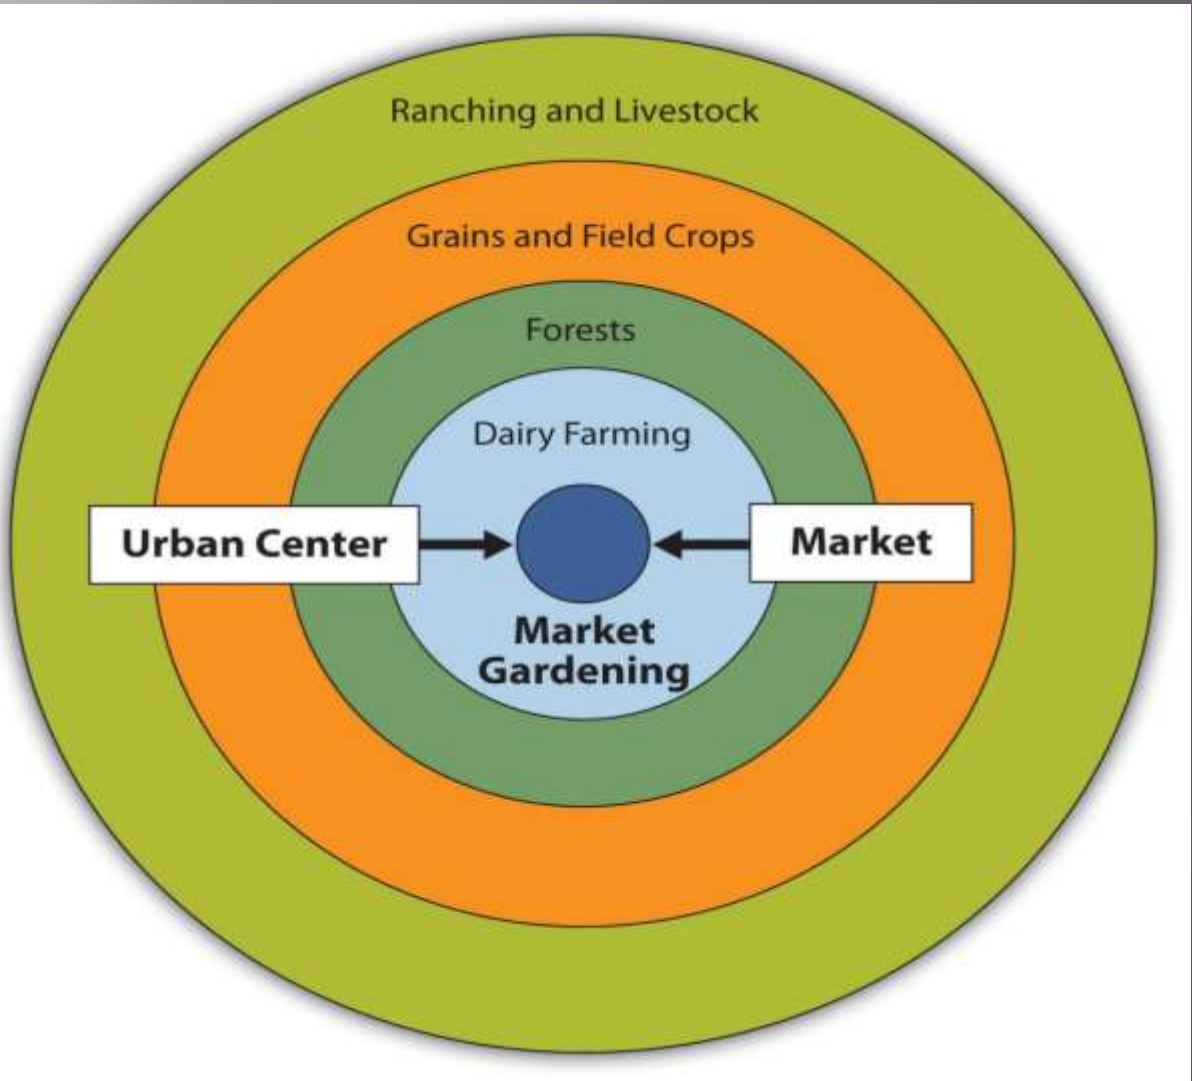 Ranching and Livestock
Grains and Field Crops
Forests
Dairy Farming
Urban Center
Market
Market
Gardening